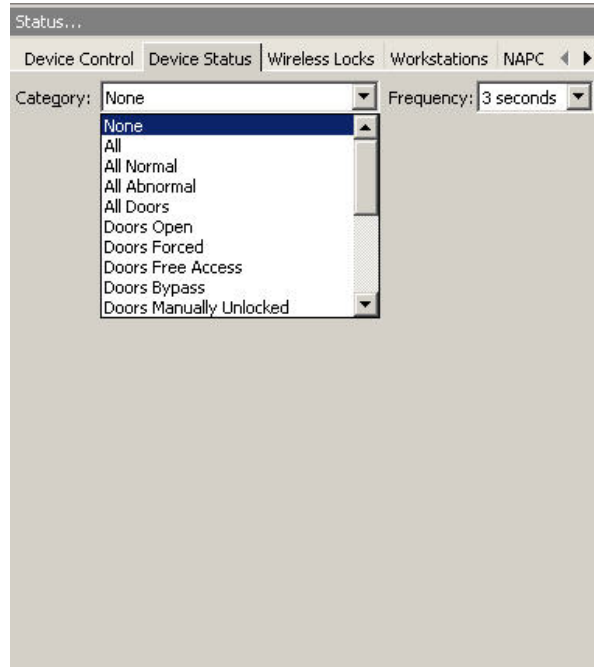 Status...
Device Control Device Status Wireless Locks Workstations NAPC
Category: None Frequency: 3 seconds
None
All
All Normal
All Abnormal
All Doors
Doors Open
Doors Forced
Doors Free Access
Doors Bypass
Doors Manually Unlocked